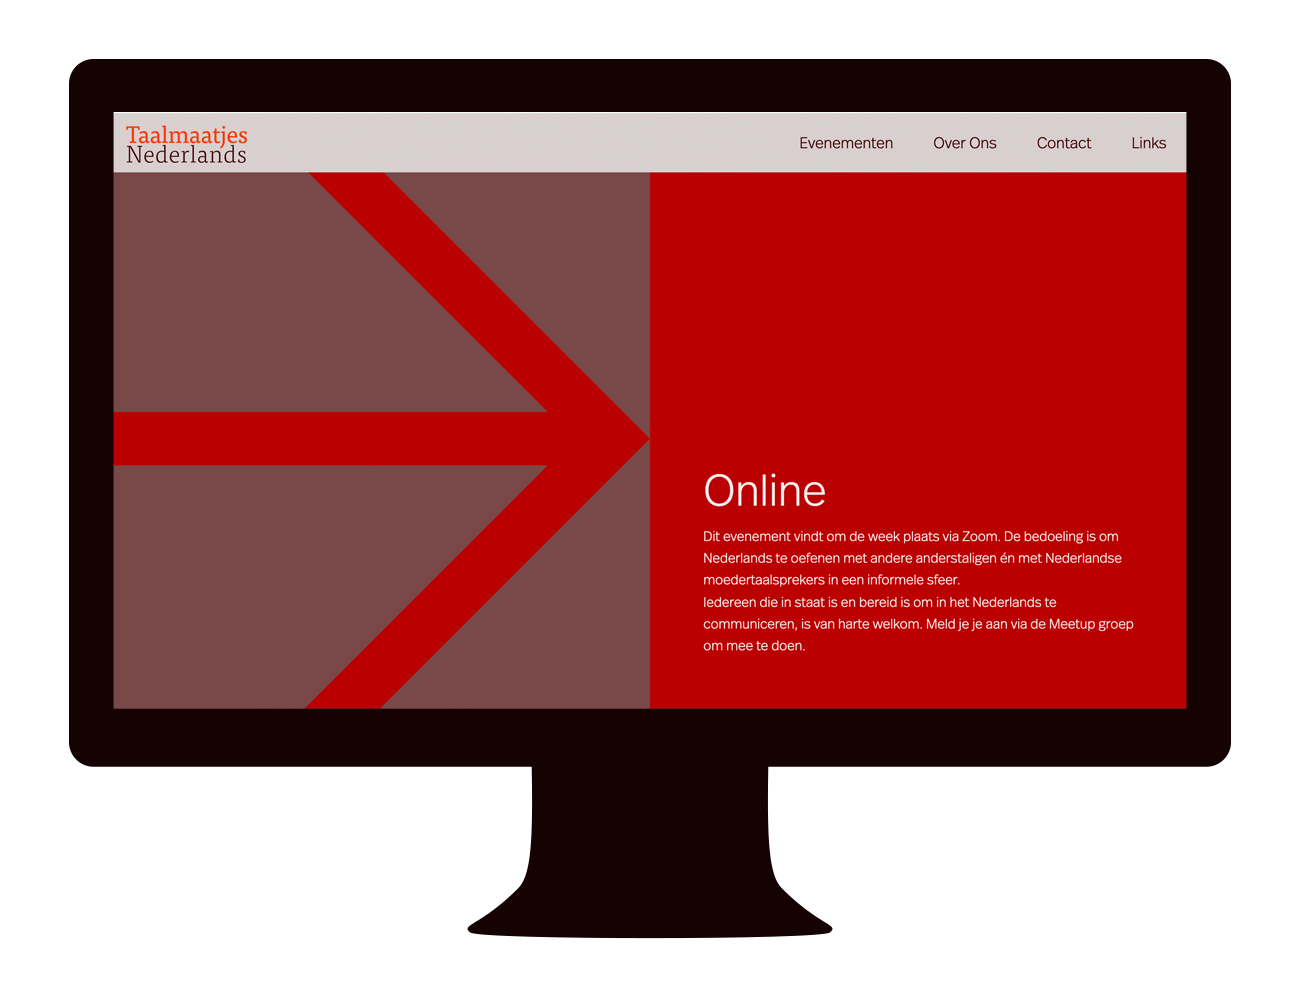 Taalmaatjes
Nederlands
Evenementen Over Ons Contact Links
Online
Dit evenement vindt om de week plaats via Zoom. De bedoeling is om
Nederlands te oefenen met andere anderstaligen én met Nederlandse
moedertaalsprekers in een informele sfeer.
Iedereen die in staat is en bereid is om in het Nederlands te
communiceren, is van harte welkom. Meld je je aan via de Meetup groep
om mee te doen.